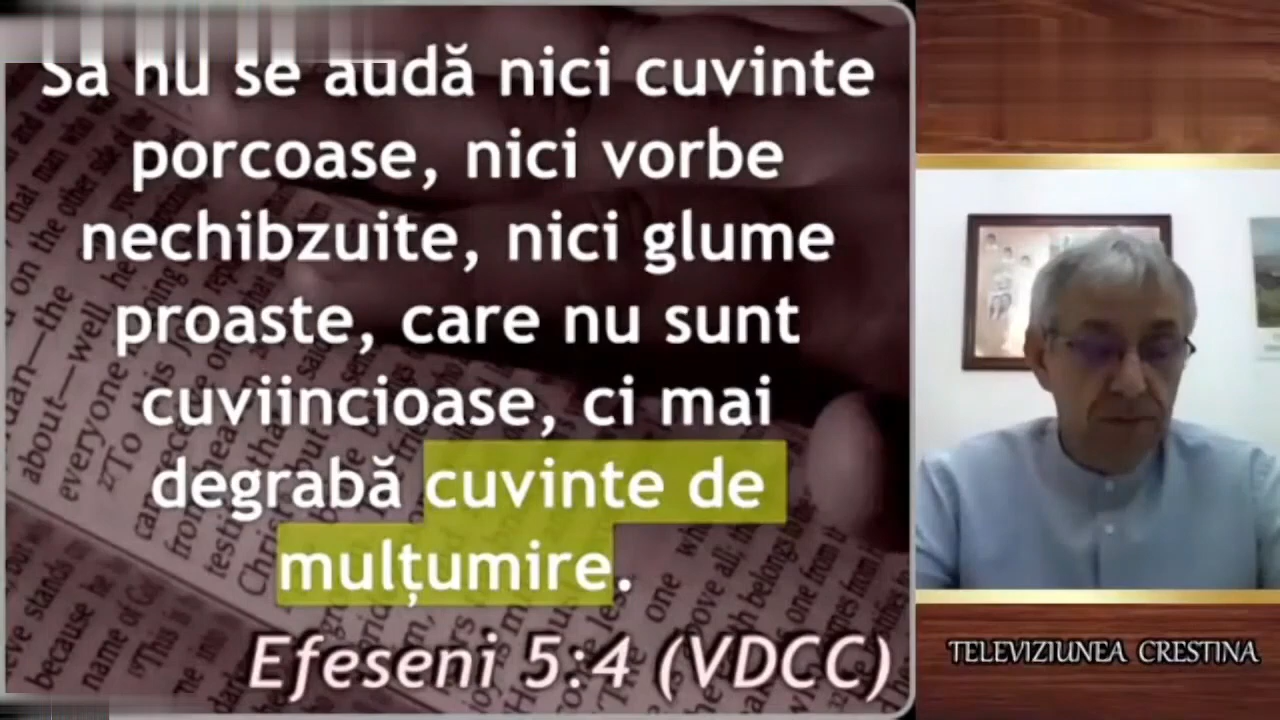 Să nu se audă nici cuvinte
porcoase, nici vorbe
nechibzuite, nici glume
proaste, care nu sunt
cuviincioase, ci mai
degrabă cuvinte de
mulțumire.
Efeseni 5:4 (VDCC)
TELEVIZIUNEA CRESTINA